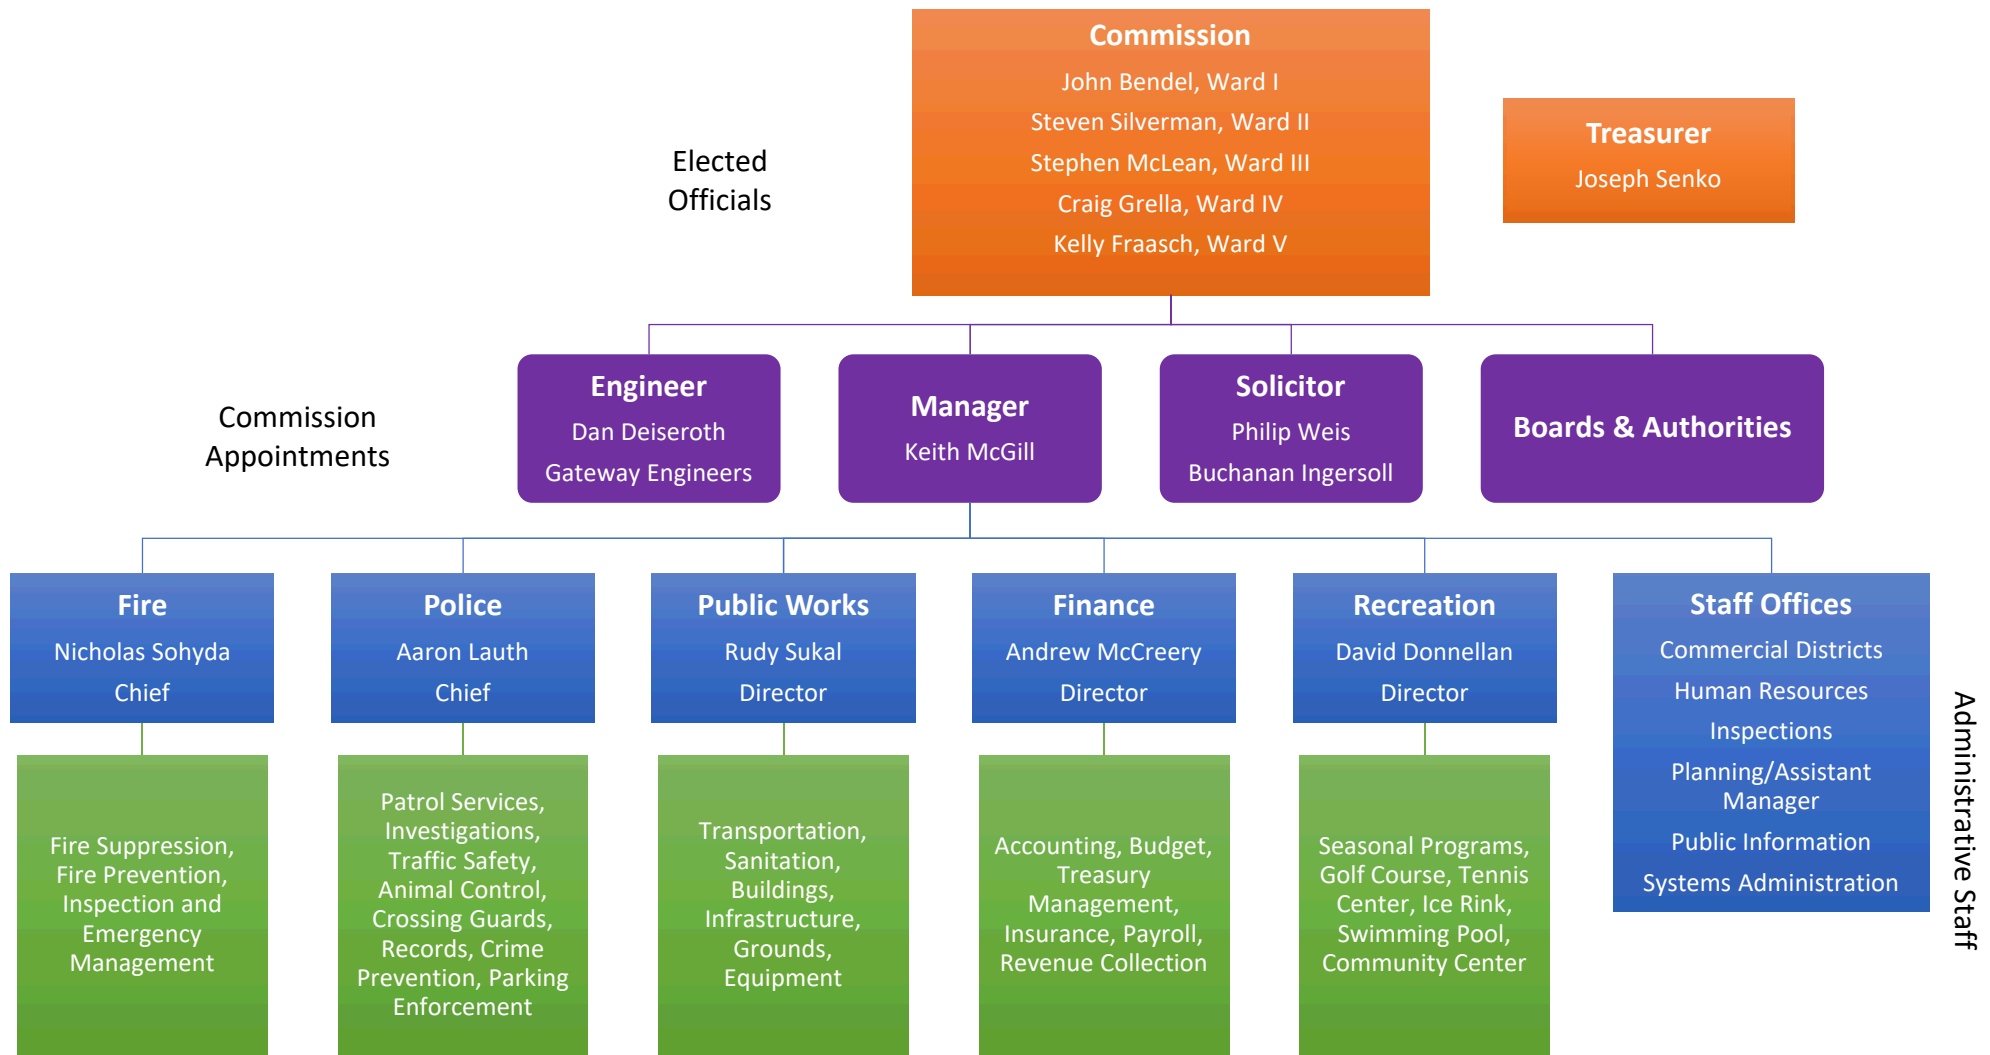 Commission
John Bendel, Ward I
Steven Silverman, Ward II
Stephen McLean, Ward III
Craig Grella, Ward IV
Kelly Fraasch, Ward V
Treasurer
Joseph Senko
Elected
Officials
Commission
Appointments
Engineer
Dan Deiseroth
Gateway Engineers
Manager
Keith McGill
Solicitor
Philip Weis
Buchanan Ingersoll
Boards & Authorities
Fire
Nicholas Sohyda
Chief
Police
Aaron Lauth
Chief
Public Works
Rudy Sukal
Director
Finance
Andrew McCreery
Director
Recreation
David Donnellan
Director
Staff Offices
Commercial Districts
Human Resources
Inspections
Planning/Assistant
Manager
Public Information
Systems Administration
Administrative Staff
Fire Suppression,
Fire Prevention,
Inspection and
Emergency
Management
Patrol Services,
Investigations,
Traffic Safety,
Animal Control,
Crossing Guards,
Records, Crime
Prevention, Parking
Enforcement
Transportation,
Sanitation,
Buildings,
Infrastructure,
Grounds,
Equipment
Accounting, Budget,
Treasury
Management,
Insurance, Payroll,
Revenue Collection
Seasonal Programs,
Golf Course, Tennis
Center, Ice Rink,
Swimming Pool,
Community Center